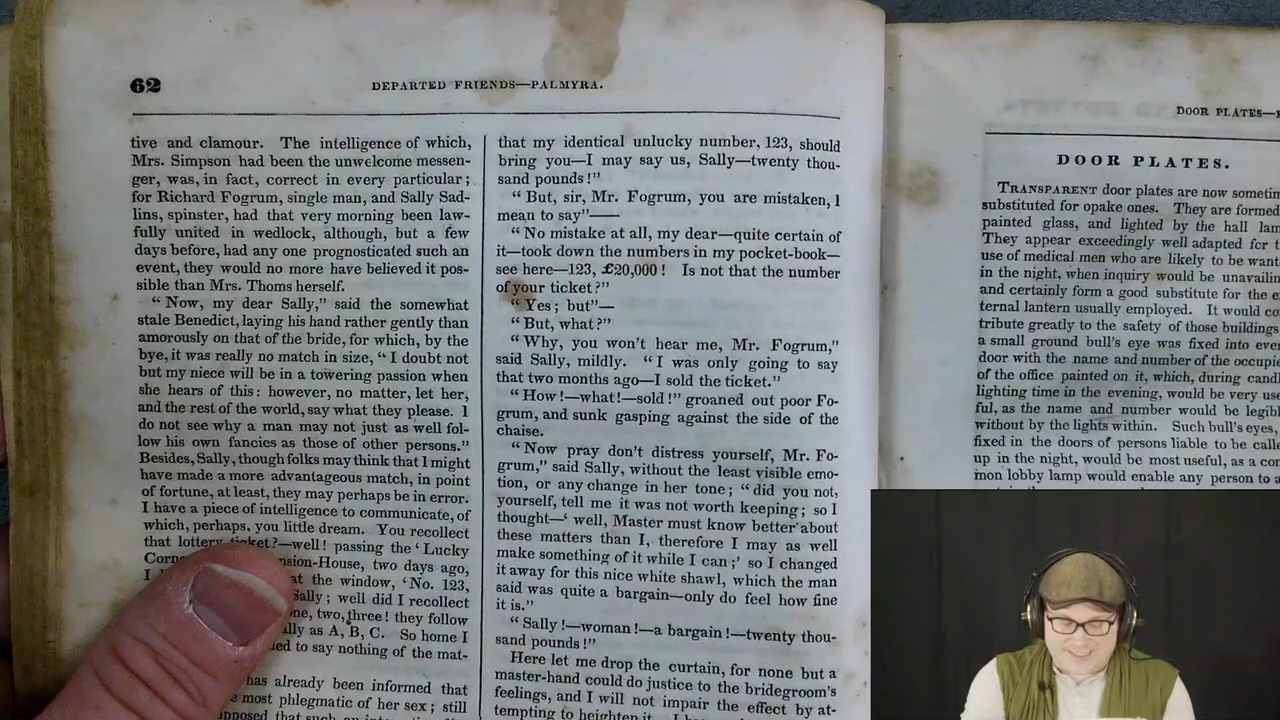 62
DEPARTED FRIENDS—PALMYRA.
tive and clamour. The intelligence of which,
Mrs. Simpson had been the unwelcome messen-
ger, was, in fact, correct in every particular;
for Richard Fogrum, single man, and Sally Sad-
lins, spinster, had that very morning been law-
fully united in wedlock, although, but a few
days before, had any one prognosticated such an
event, they would no more have believed it pos-
sible than Mrs. Thoms herself.
“ Now, my dear Sally,” said the somewhat
stale Benedict, laying his hand rather gently than
amorously on that of the bride, for which, by the
bye, it was really no match in size, “ I doubt not
but my niece will be in a towering passion when
she hears of this: however, no matter, let her,
and the rest of the world, say what they please. I
do not see why a man may not just as well fol-
low his own fancies as those of other persons.”
Besides, Sally, though folks may think that I might
have made a more advantageous match, in point
of fortune, at least, they may perhaps be in error.
I have a piece of intelligence to communicate, of
which, perhaps, you little dream. You recollect
that lottery ticket?—well! passing the ‘ Lucky
two days ago,
at the window, ‘No. 123,
Sally; well did I recollect
one, two, three! they follow
as A, B, C. So home I
to say nothing of the mat-
has already been informed that
most phlegmatic of her sex; still
that such an
that my identical unlucky number, 123, should
bring you—I may say us, Sally—twenty thou-
sand pounds!”
“ But, sir, Mr. Fogrum, you are mistaken, I
mean to say”——
“ No mistake at all, my dear—quite certain of
it—took down the numbers in my pocket-book—
see here—123, £20,000! Is not that the number
of your ticket?”
“ Yes; but”—
“ But, what?”
“ Why, you won’t hear me, Mr. Fogrum,”
said Sally, mildly. “I was only going to say
that two months ago—I sold the ticket.”
“ How!—what!—sold!” groaned out poor Fo-
grum, and sunk gasping against the side of the
chaise.
“ Now pray don’t distress yourself, Mr. Fo-
grum,” said Sally, without the least visible emo-
tion, or any change in her tone; “ did you not,
yourself, tell me it was not worth keeping; so I
thought—‘ well, Master must know better about
these matters than I, therefore I may as well
make something of it while I can;’ so I changed
it away for this nice white shawl, which the man
said was quite a bargain—only do feel how fine
it is.”
“ Sally!—woman!—a bargain!—twenty thou-
sand pounds!”
Here let me drop the curtain, for none but a
master-hand could do justice to the bridegroom’s
feelings, and I will not impair the effect by at-
tempting to heighten it.
DOOR PLATES—
DOOR PLATES.
TRANSPARENT door plates are now
substituted for opake ones. They are formed
painted glass, and lighted by the hall
They appear exceedingly well adapted for
use of medical men who are likely to be
in the night, when inquiry would be
and certainly form a good substitute for the
ternal lantern usually employed. It would
tribute greatly to the safety of those buildings
a small ground bull’s eye was fixed into
door with the name and number of the
of the office painted on it, which, during
lighting time in the evening, would be very
ful, as the name and number would be
without by the lights within. Such bull’s eyes,
fixed in the doors of persons liable to be
up in the night, would be most useful, as a
mon lobby lamp would enable any person to